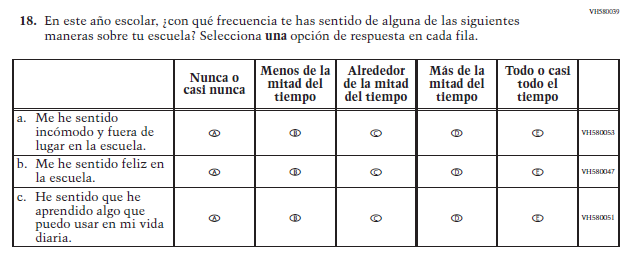 VH580039
18. En este año escolar, ¿con qué frecuencia te has sentido de alguna de las siguientes
maneras sobre tu escuela? Selecciona una opción de respuesta en cada fila.
Nunca o
casi nunca
Menos de la
mitad del
tiempo
Alrededor
de la mitad
del tiempo
Más de la
mitad del
tiempo
Todo o casi
todo el
tiempo
a. Me he sentido
incómodo y fuera de
lugar en la escuela.
A B C D E VH580053
b. Me he sentido feliz en
la escuela.
A B C D E VH580047
c. He sentido que he
aprendido algo que
puedo usar en mi vida
diaria.
A B C D E VH580051